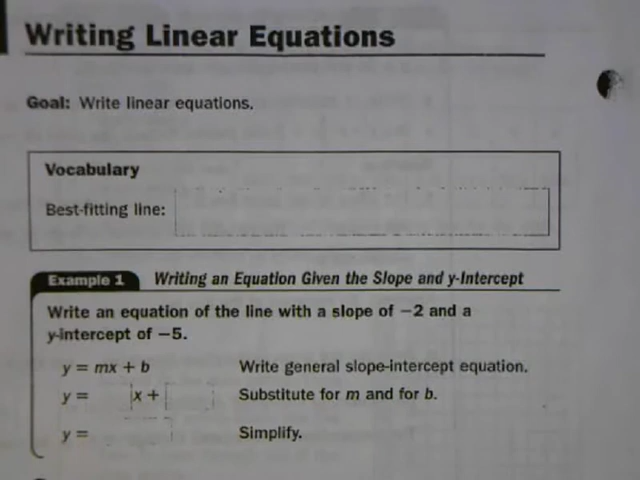 Writing Linear Equations
Goal: Write linear equations.
Vocabulary
Best-fitting line:
Example 1 Writing an Equation Given the Slope and y-Intercept
Write an equation of the line with a slope of −2 and a
y-intercept of −5.
y = mx + b Write general slope-intercept equation.
y = x + Substitute for m and for b.
y = Simplify.